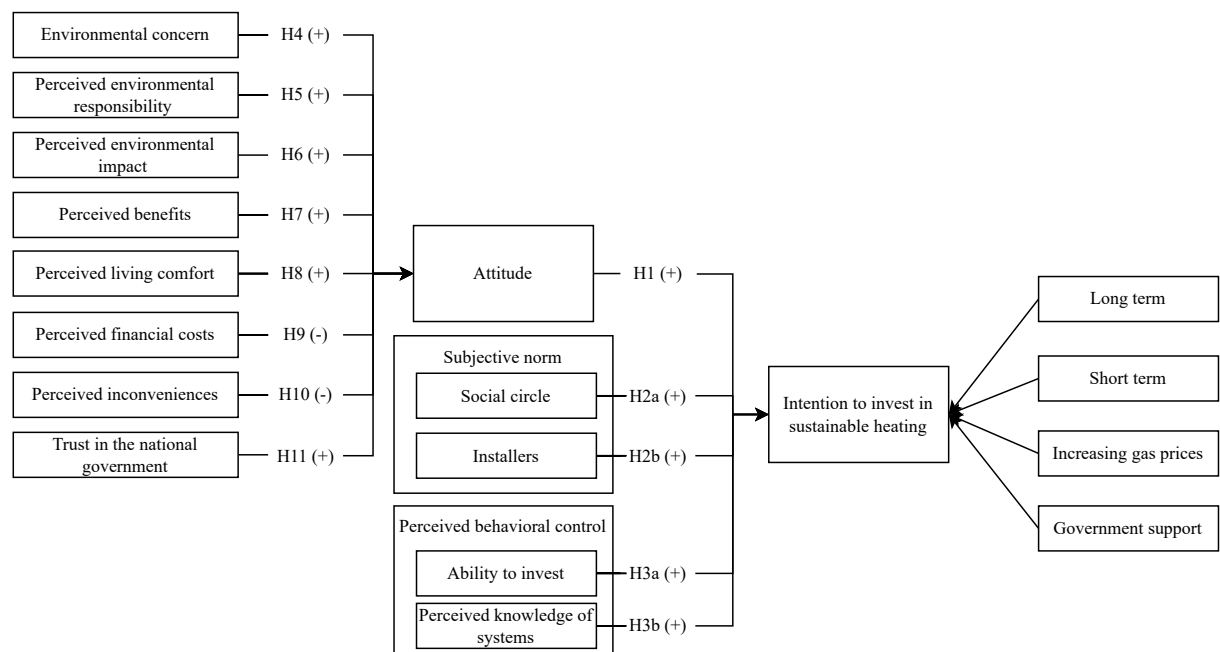 Environmental concern
H4 (+)
Perceived environmental
responsibility
H5 (+)
Perceived environmental
impact
H6 (+)
Perceived benefits
H7 (+)
Perceived living comfort
H8 (+)
Perceived financial costs
H9 (-)
Perceived inconveniences
H10 (-)
Trust in the national
government
H11 (+)
Attitude
H1 (+)
Subjective norm
Social circle
H2a (+)
Installers
H2b (+)
Perceived behavioral control
Ability to invest
H3a (+)
Perceived knowledge of
systems
H3b (+)
Intention to invest in
sustainable heating
Long term
Short term
Increasing gas prices
Government support